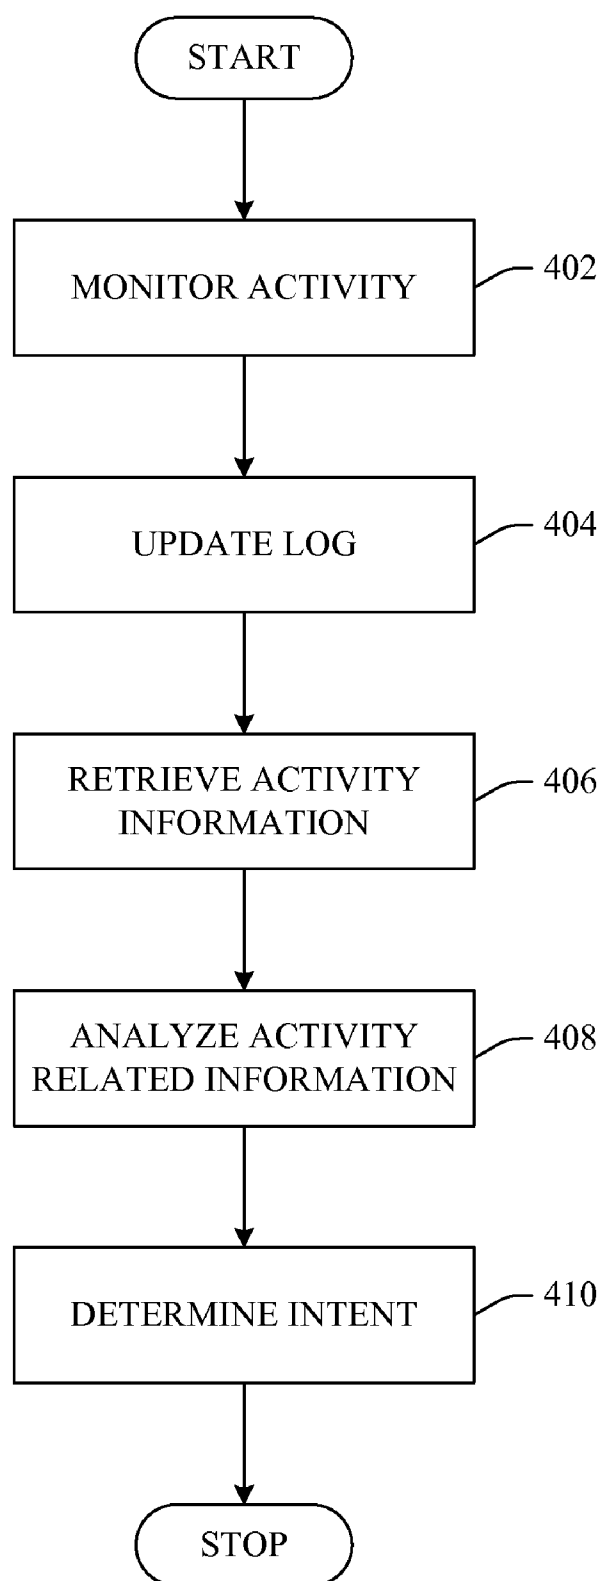 START
MONITOR ACTIVITY
402
UPDATE LOG
404
RETRIEVE ACTIVITY
INFORMATION
406
ANALYZE ACTIVITY
RELATED INFORMATION
408
DETERMINE INTENT
410
STOP